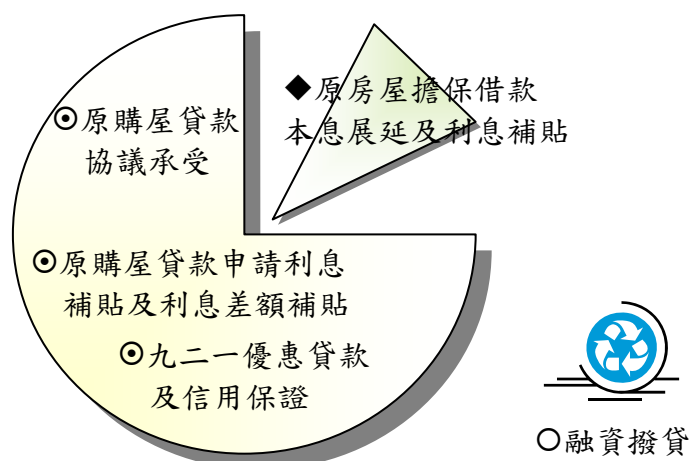 ◆原房屋擔保借款
本息展延及利息補貼
⊙原購屋貸款
協議承受
⊙原購屋貸款申請利息
補貼及利息差額補貼
⊙九二一優惠貸款
及信用保證
○融資撥貸